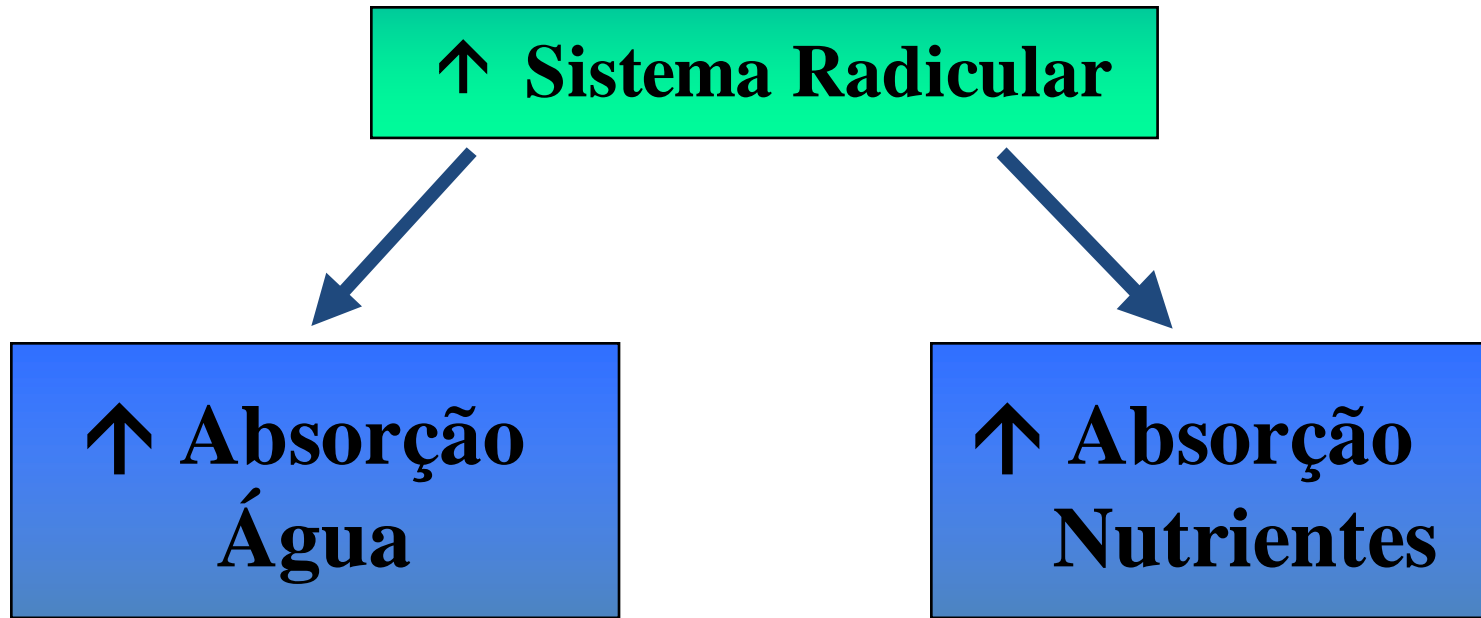 ↑ Sistema Radicular
↑ Absorção
Água
↑ Absorção
Nutrientes